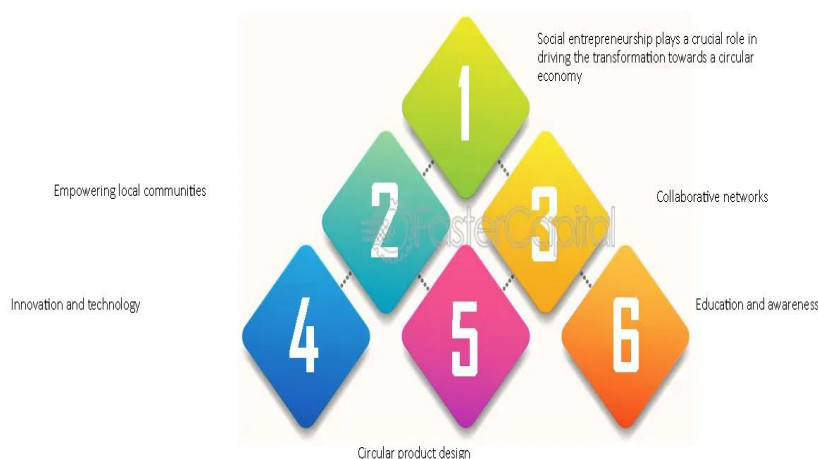 Social entrepreneurship plays a crucial role in
driving the transformation towards a circular
economy
1
Empowering local communities
2
3
Collaborative networks
FasterCapital
Innovation and technology
4
5
6
Education and awareness
Circular product design